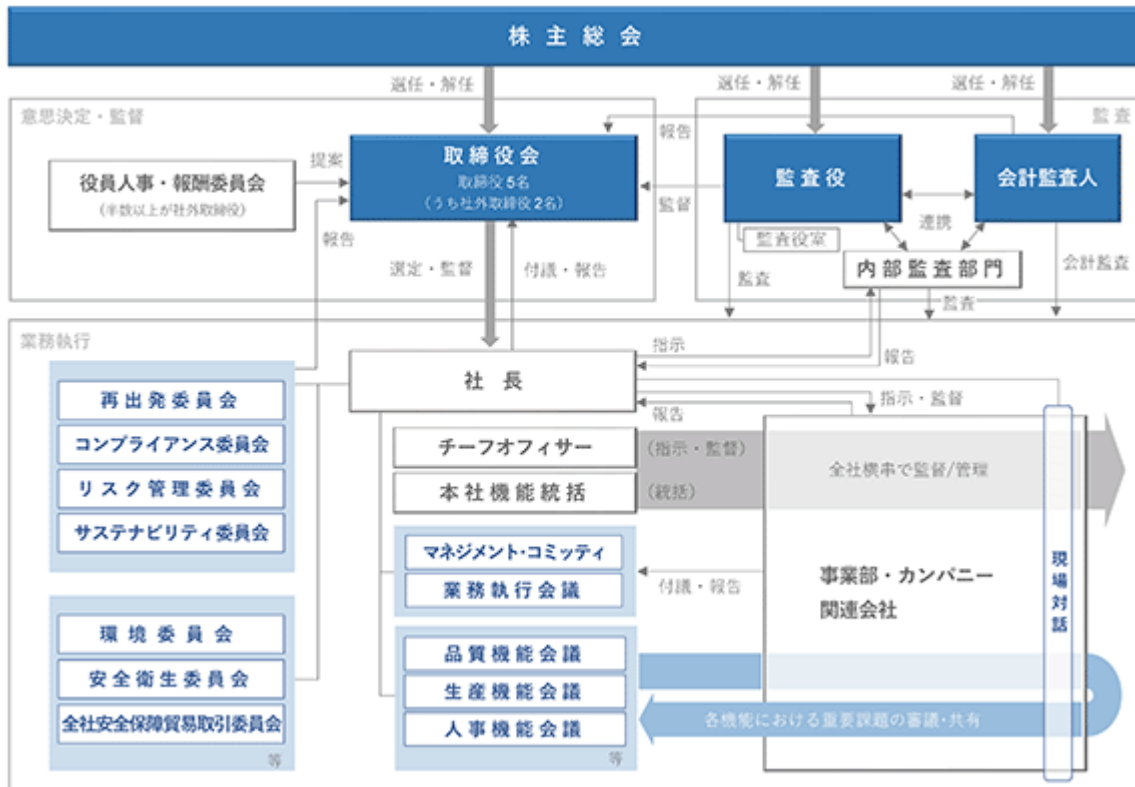 株主総会
選任・解任
選任・解任
選任・解任
意思決定・監督
監査
役員人事・報酬委員会
(半数以上が社外取締役)
提案
取締役会
取締役5名
(うち社外取締役2名)
報告
監督
監査役
会計監査人
連携
監査役室
内部監査部門
報告
選定・監督
付議・報告
監査
監査
会計監査
業務執行
社長
指示
報告
指示・監督
報告
再出発委員会
コンプライアンス委員会
リスク管理委員会
サステナビリティ委員会
環境委員会
安全衛生委員会
全社安全保障貿易取引委員会
等
チーフオフィサー
(指示・監督)
本社機能統括
(統括)
全社横串で監督/管理
マネジメント・コミッティ
業務執行会議
付議・報告
事業部・カンパニー
関連会社
現場対話
品質機能会議
生産機能会議
人事機能会議
等
各機能における重要課題の審議・共有